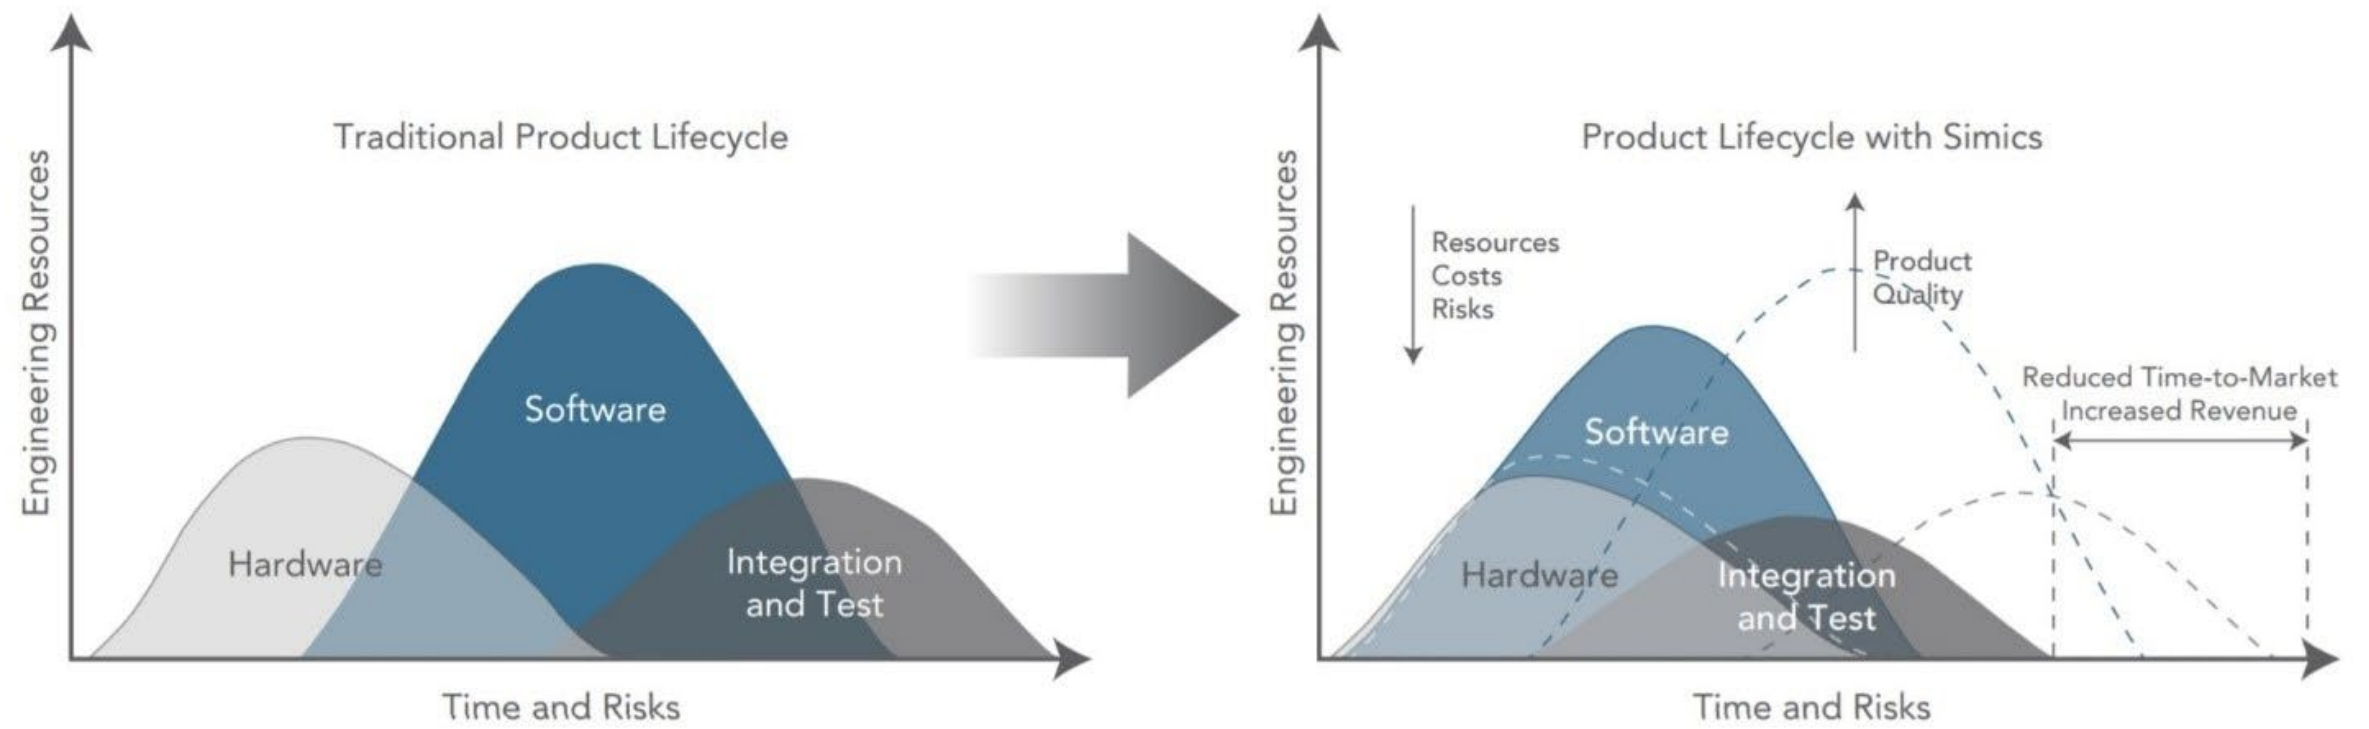 Traditional Product Lifecycle
Engineering Resources
Software
Hardware
Integration
and Test
Time and Risks
Product Lifecycle with Simics
Engineering Resources
Resources
Costs
Risks
Product
Quality
Reduced Time-to-Market
Increased Revenue
Software
Hardware
Integration
and Test
Time and Risks